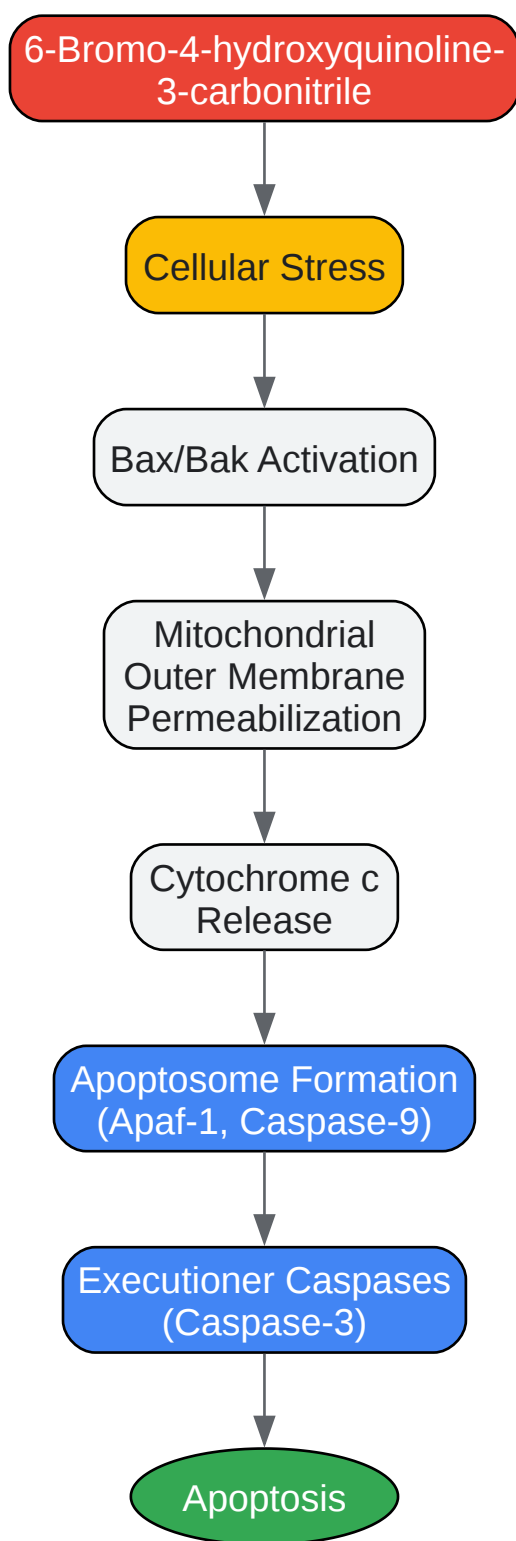 6-Bromo-4-hydroxyquinoline-
3-carbonitrile
Cellular Stress
Bax/Bak Activation
Mitochondrial
Outer Membrane
Permeabilization
Cytochrome c
Release
Apoptosome Formation
(Apaf-1, Caspase-9)
Executioner Caspases
(Caspase-3)
Apoptosis